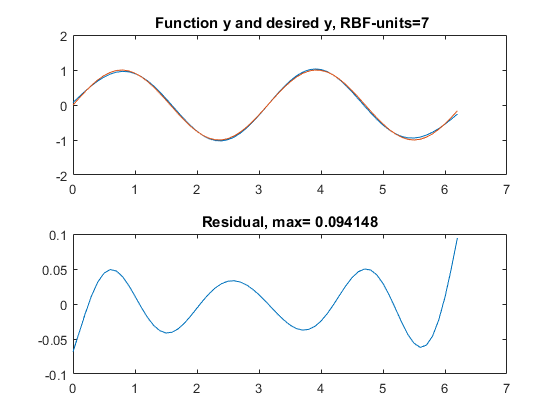 Function y and desired y, RBF-units=7
2
1
0
-1
-2
0 1 2 3 4 5 6 7
Residual, max= 0.094148
0.1
0.05
0
-0.05
-0.1
0 1 2 3 4 5 6 7